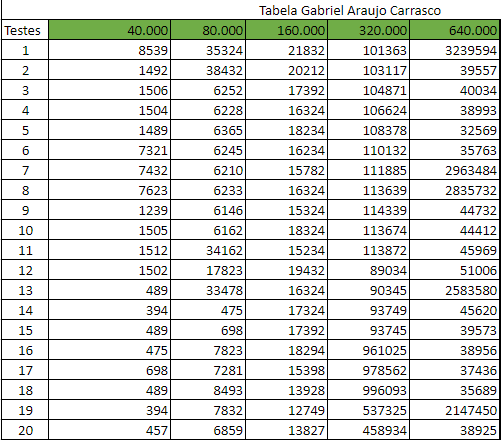 Tabela Gabriel Araujo Carrasco
Testes 40.000 80.000 160.000 320.000 640.000
1 8539 35324 21832 101363 3239594
2 1492 38432 20212 103117 39557
3 1506 6252 17392 104871 40034
4 1504 6228 16324 106624 38993
5 1489 6365 18234 108378 32569
6 7321 6245 16234 110132 35763
7 7432 6210 15782 111885 2963484
8 7623 6233 16324 113639 2835732
9 1239 6146 15324 114339 44732
10 1505 6162 18324 113674 44412
11 1512 34162 15234 113872 45969
12 1502 17823 19432 89034 51006
13 489 33478 16324 90345 2583580
14 394 475 17324 93749 45620
15 489 698 17392 93745 39573
16 475 7823 18294 961025 38956
17 698 7281 15398 978562 37436
18 489 8493 13928 996093 35689
19 394 7832 12749 537325 2147450
20 457 6859 13827 458934 38925